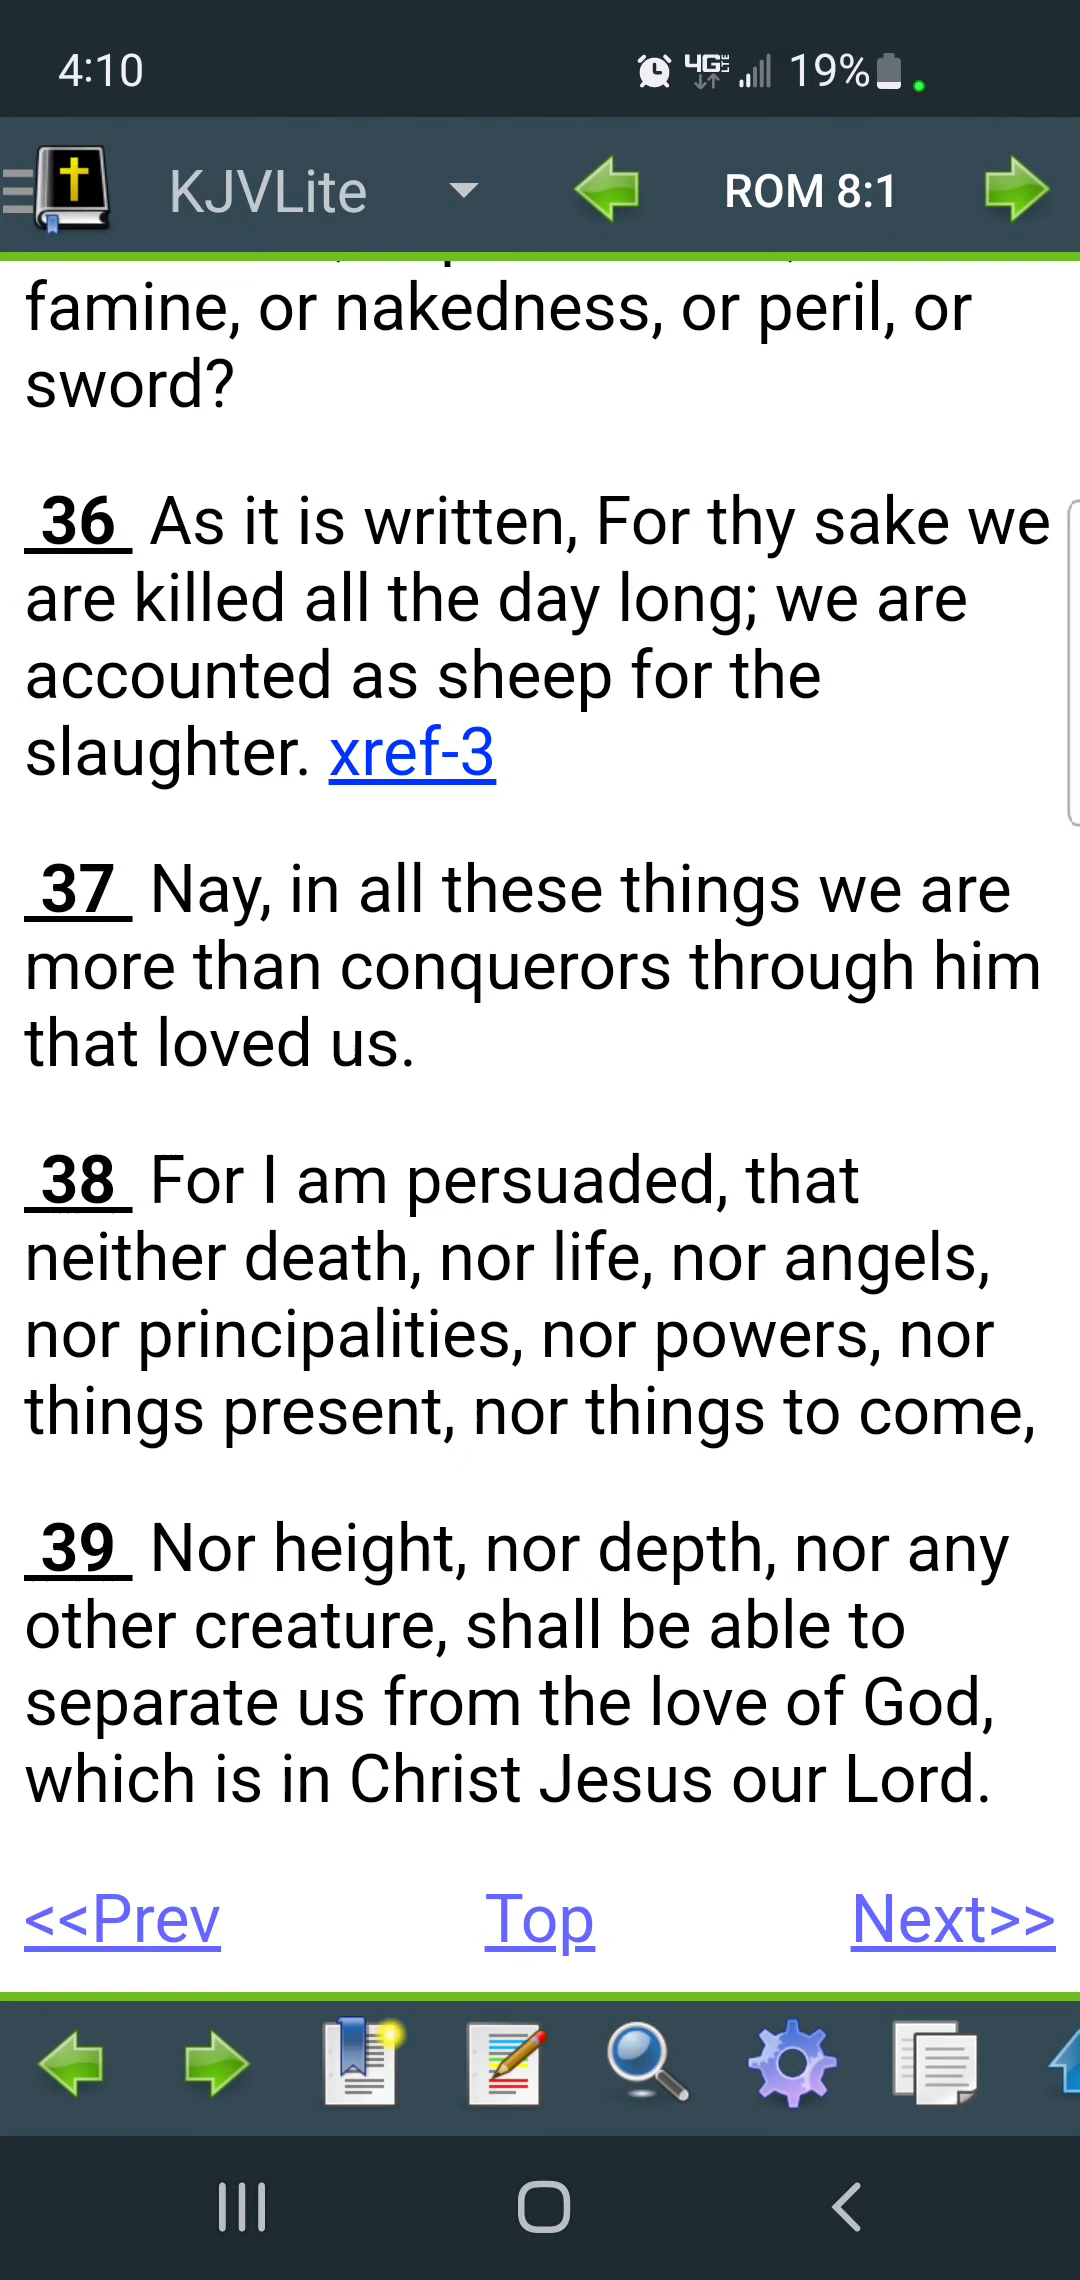 4:10 4G LTE 19%
KJVLite ROM 8:1
famine, or nakedness, or peril, or
sword?
36 As it is written, For thy sake we
are killed all the day long; we are
accounted as sheep for the
slaughter. xref-3
37 Nay, in all these things we are
more than conquerors through him
that loved us.
38 For I am persuaded, that
neither death, nor life, nor angels,
nor principalities, nor powers, nor
things present, nor things to come,
39 Nor height, nor depth, nor any
other creature, shall be able to
separate us from the love of God,
which is in Christ Jesus our Lord.
<<Prev Top Next>>